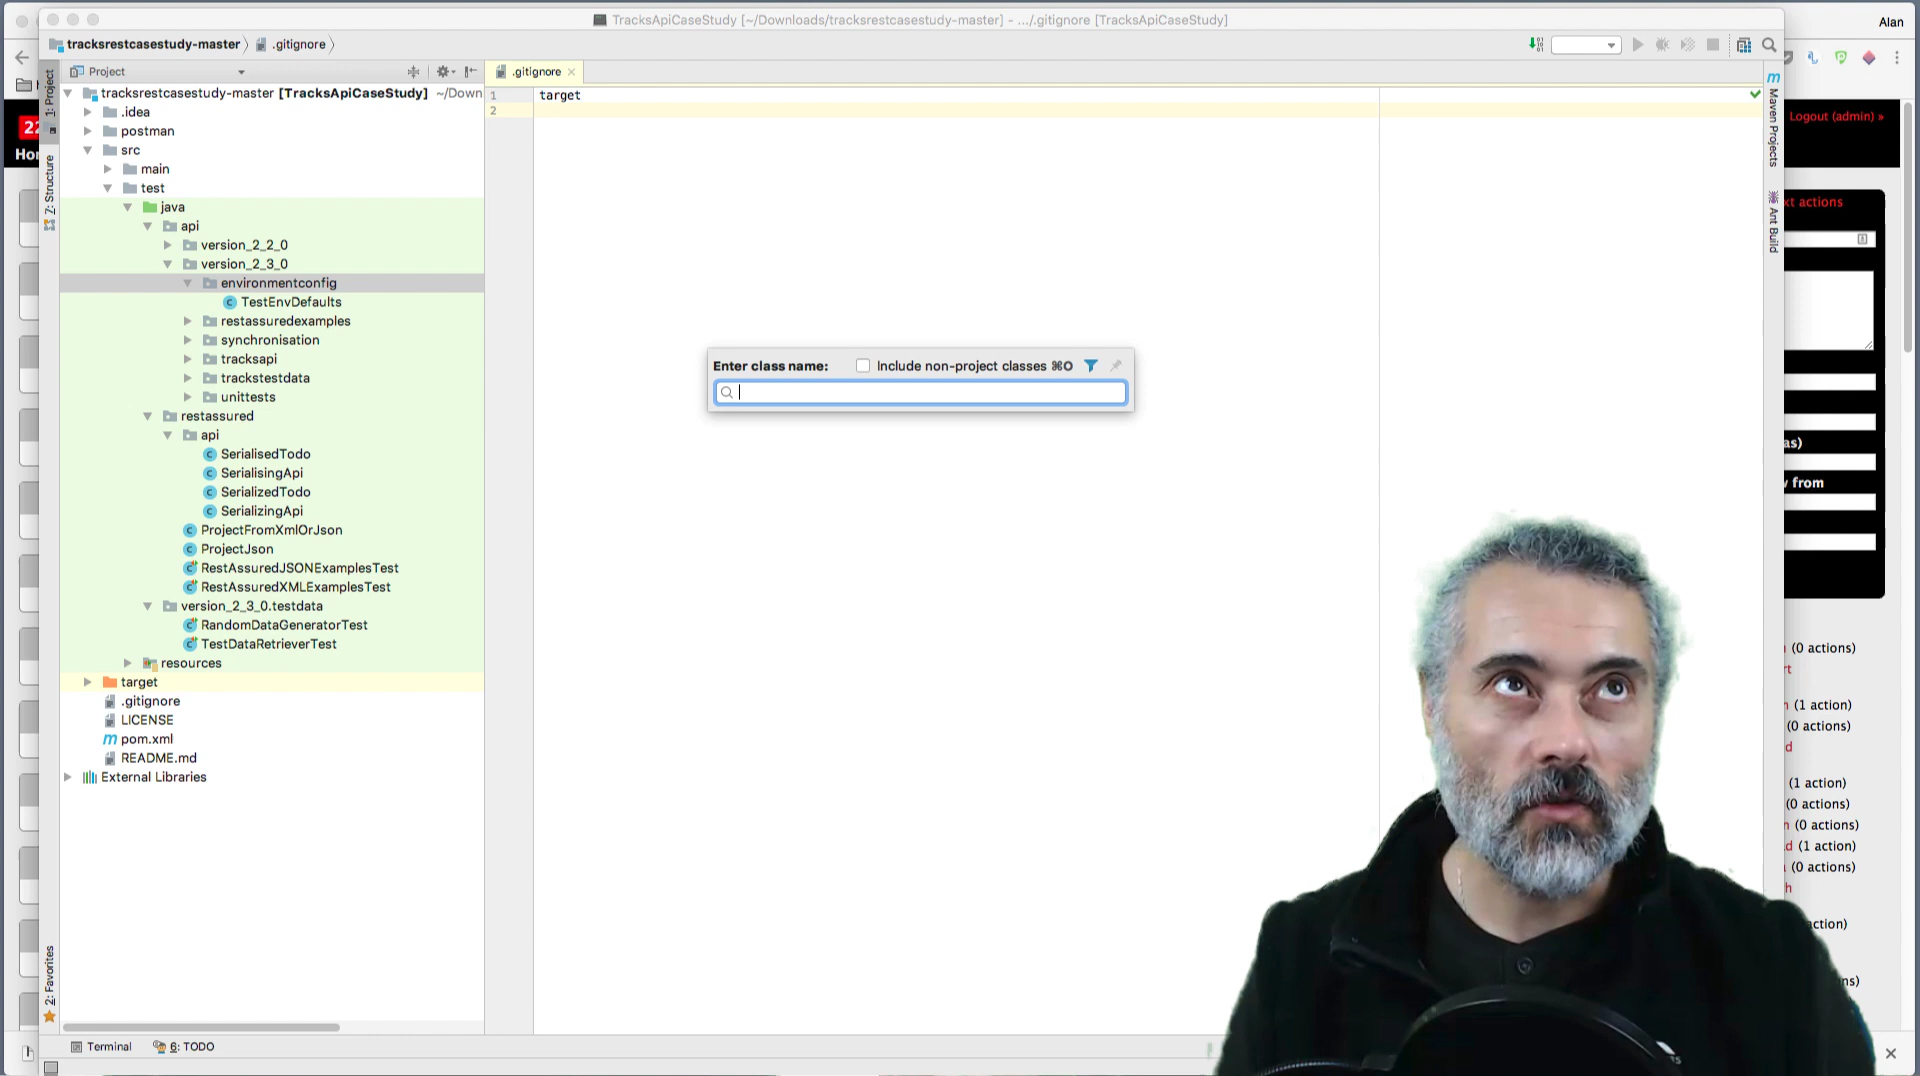 Alan
TracksApiCaseStudy [~/Downloads/tracksrestcasestudy-master] - .../.gitignore [TracksApiCaseStudy]
tracksrestcasestudy-master
.gitignore
Project
.gitignore
1: Project
Z: Structure
2: Favorites
tracksrestcasestudy-master [TracksApiCaseStudy] ~/Down
.idea
postman
src
main
test
java
api
version_2_2_0
version_2_3_0
environmentconfig
TestEnvDefaults
restassuredexamples
synchronisation
tracksapi
trackstestdata
unittests
restassured
api
SerialisedTodo
SerialisingApi
SerializedTodo
SerializingApi
ProjectFromXmlOrJson
ProjectJson
RestAssuredJSONExamplesTest
RestAssuredXMLExamplesTest
version_2_3_0.testdata
RandomDataGeneratorTest
TestDataRetrieverTest
resources
target
.gitignore
LICENSE
pom.xml
README.md
External Libraries
1 target
2
Enter class name: Include non-project classes ⌘O
Maven Projects
Ant Build
Logout (admin) »
xt actions
as)
from
(0 actions)
(1 action)
(0 actions)
(1 action)
(0 actions)
(0 actions)
(1 action)
(0 actions)
Terminal
6: TODO